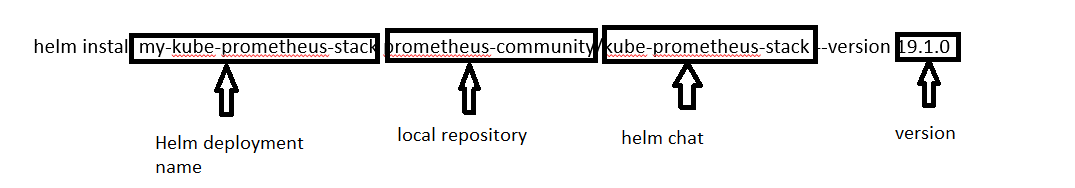 helm instal my-kube-prometheus-stack prometheus-community/kube-prometheus-stack --version 19.1.0
Helm deployment
name
local repository
helm chat
version